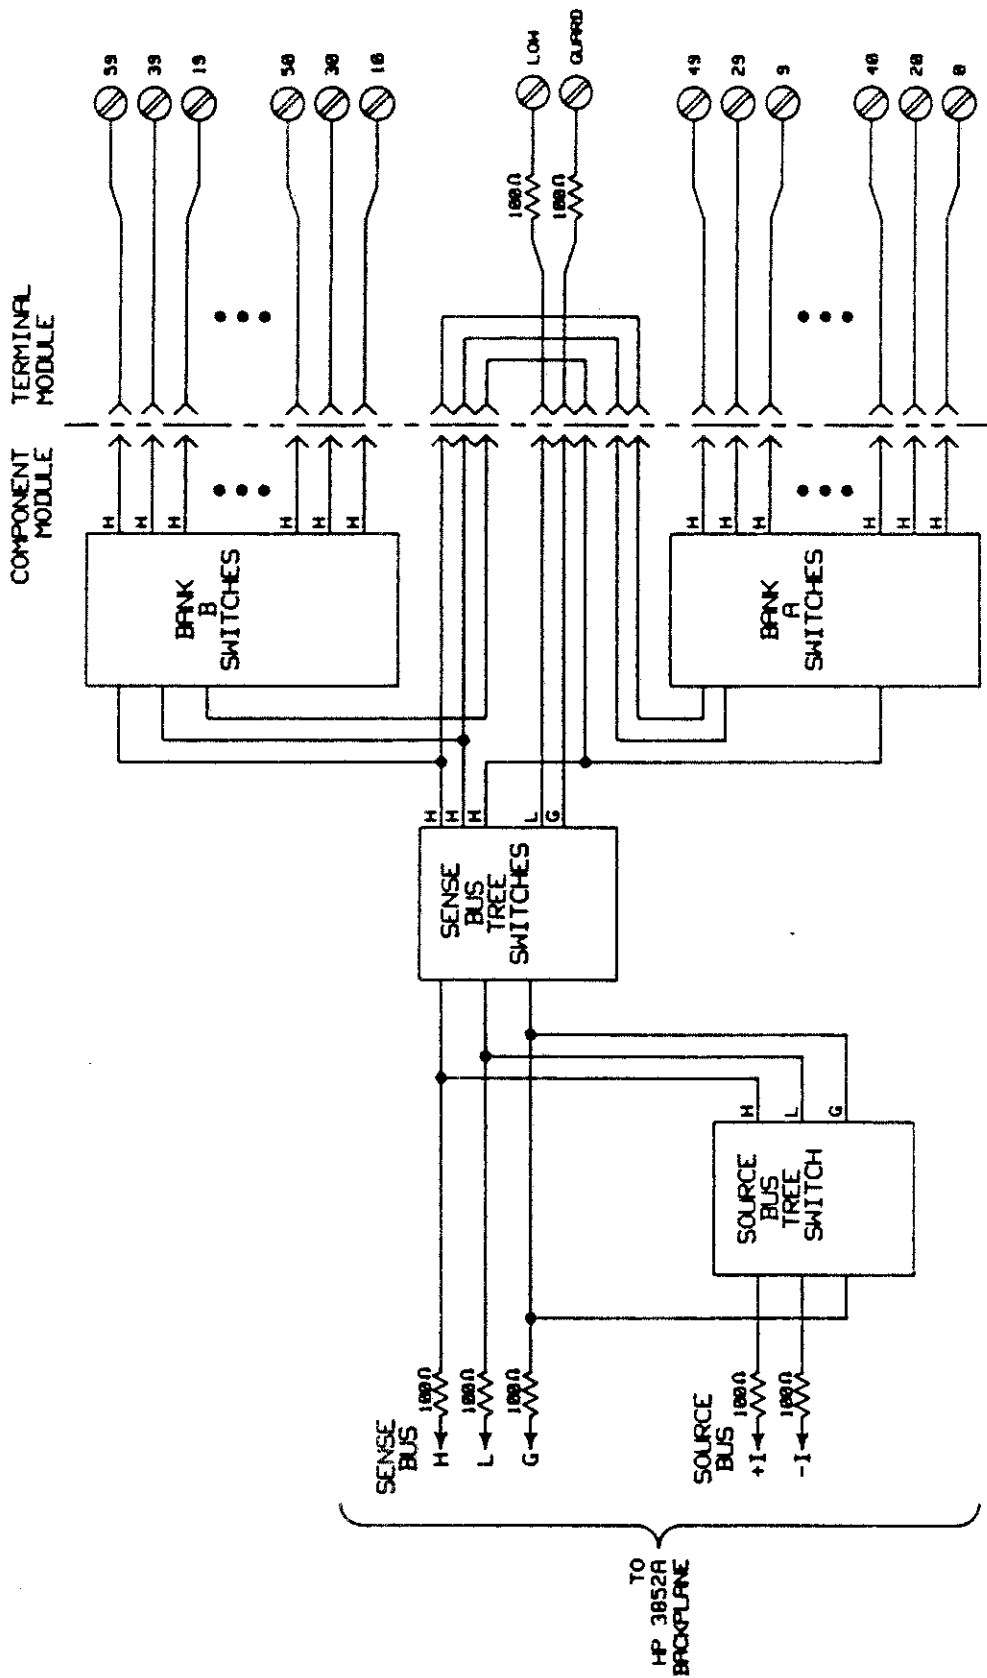 COMPONENT
MODULE
TERMINAL
MODULE
BANK
B
SWITCHES
H
H
H
H
H
H
59
39
19
50
30
10
SENSE
BUS
TREE
SWITCHES
H
H
H
L
G
100Ω
100Ω
LOW
GUARD
BANK
A
SWITCHES
H
H
H
H
H
H
49
29
9
40
20
0
SENSE
BUS
H
100Ω
L
100Ω
G
100Ω
SOURCE
BUS
+I
100Ω
-I
100Ω
SOURCE
BUS
TREE
SWITCH
H
L
G
TO
HP 3852A
BACKPLANE